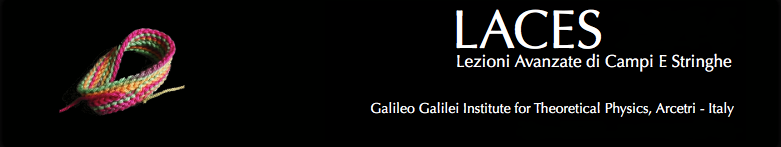 LACES
Lezioni Avanzate di Campi E Stringhe
Galileo Galilei Institute for Theoretical Physics, Arcetri - Italy